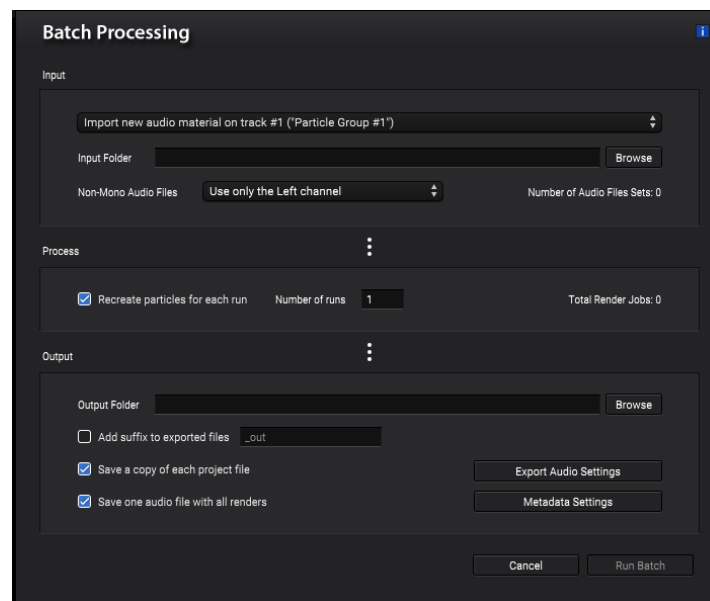 Batch Processing
i
Input
Import new audio material on track #1 ("Particle Group #1")
Input Folder Browse
Non-Mono Audio Files Use only the Left channel Number of Audio Files Sets: 0
Process
Recreate particles for each run Number of runs 1 Total Render Jobs: 0
Output
Output Folder Browse
Add suffix to exported files _out
Save a copy of each project file Export Audio Settings
Save one audio file with all renders Metadata Settings
Cancel Run Batch